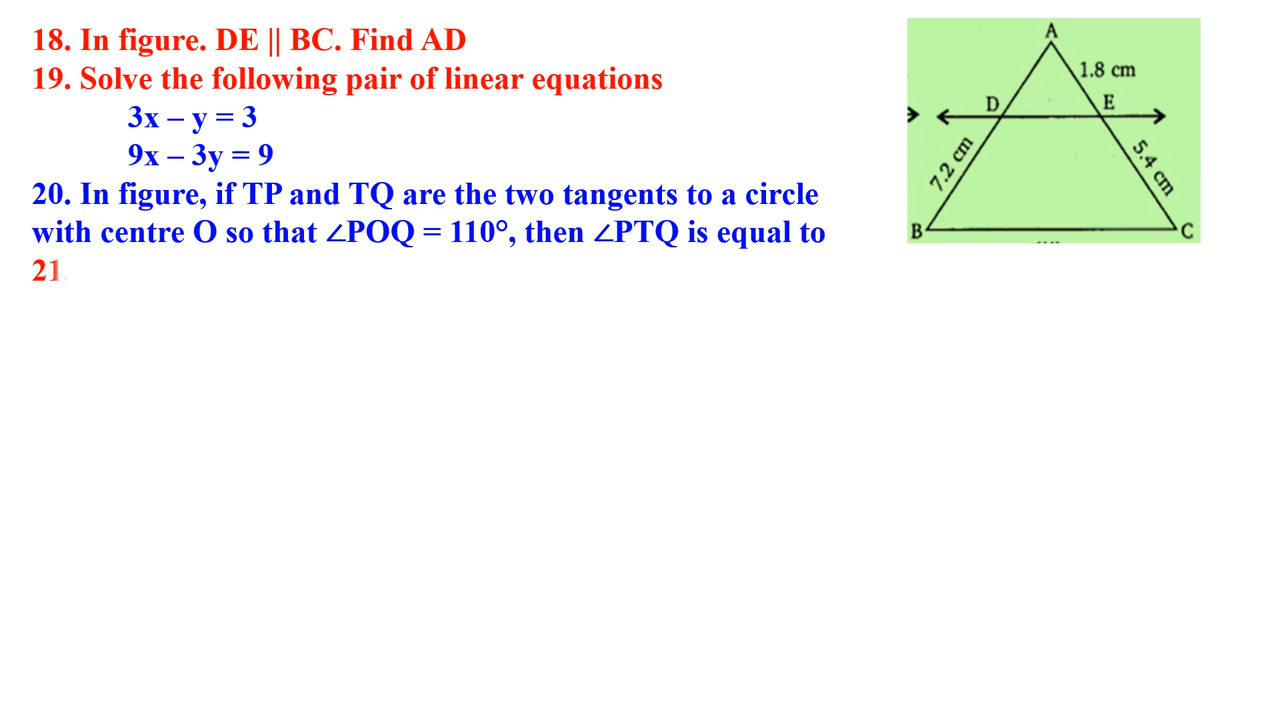 18. In figure. DE || BC. Find AD
19. Solve the following pair of linear equations
3x – y = 3
9x – 3y = 9
20. In figure, if TP and TQ are the two tangents to a circle
with centre O so that ∠POQ = 110°, then ∠PTQ is equal to
21
A
1.8 cm
D
E
7.2 cm
5.4 cm
B
C